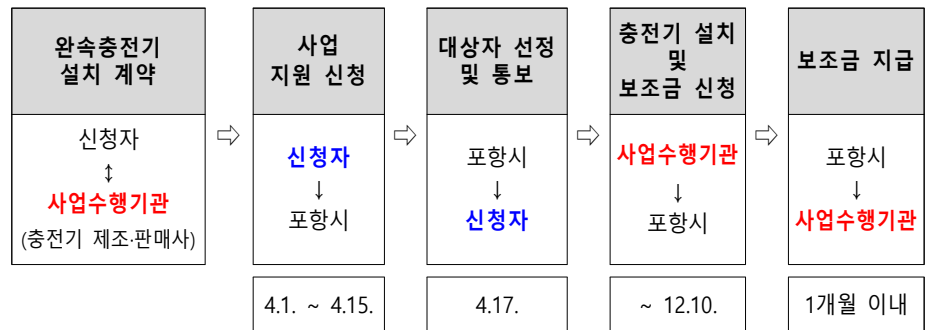 완속충전기
설치 계약
신청자
↕
사업수행기관
(충전기 제조·판매사)
⇨
사업
지원 신청
신청자
↓
포항시
4.1. ~ 4.15.
⇨
대상자 선정
및 통보
포항시
↓
신청자
4.17.
⇨
충전기 설치
및
보조금 신청
사업수행기관
↓
포항시
~ 12.10.
⇨
보조금 지급
포항시
↓
사업수행기관
1개월 이내